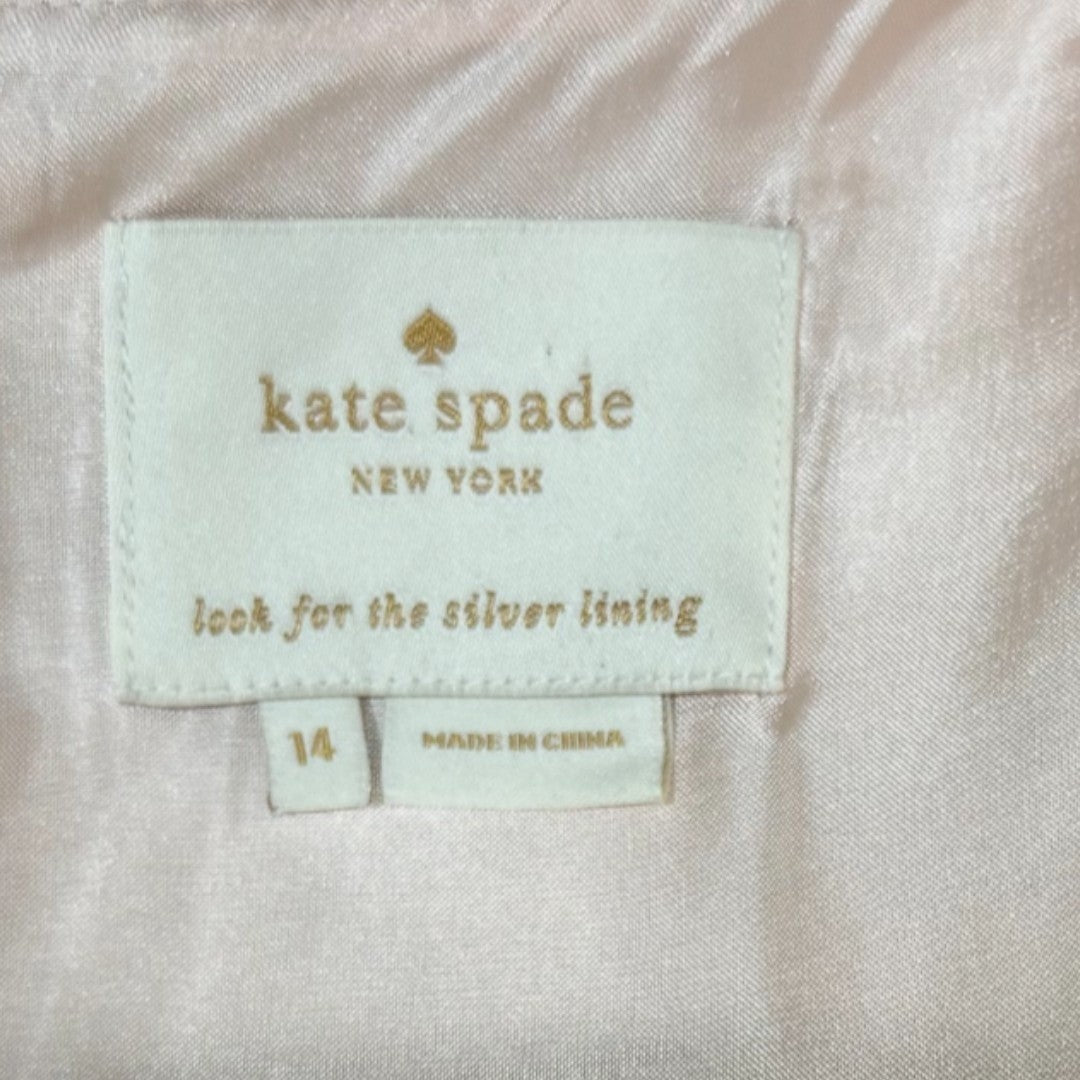 kate spade
NEW YORK
look for the silver lining
14
MADE IN CHINA